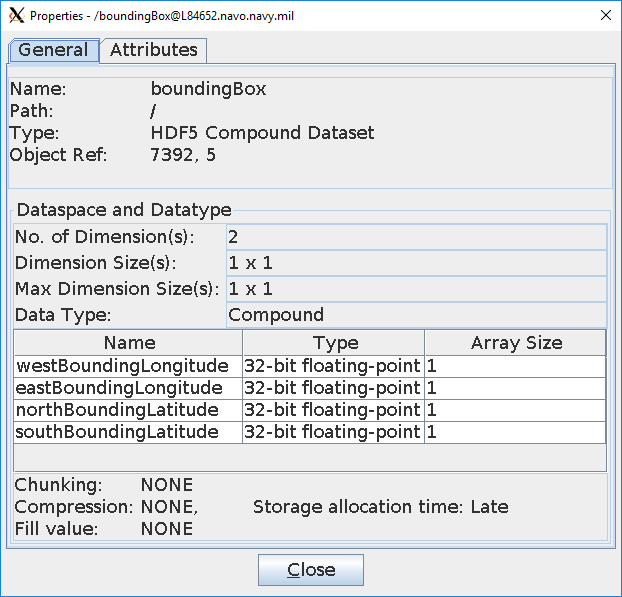 Properties - /boundingBox@L84652.navo.navy.mil
General Attributes
Name: boundingBox
Path: /
Type: HDF5 Compound Dataset
Object Ref: 7392, 5
Dataspace and Datatype
No. of Dimension(s): 2
Dimension Size(s): 1 x 1
Max Dimension Size(s): 1 x 1
Data Type: Compound
Name Type Array Size
westBoundingLongitude 32-bit floating-point 1
eastBoundingLongitude 32-bit floating-point 1
northBoundingLatitude 32-bit floating-point 1
southBoundingLatitude 32-bit floating-point 1
Chunking: NONE
Compression: NONE, Storage allocation time: Late
Fill value: NONE
Close